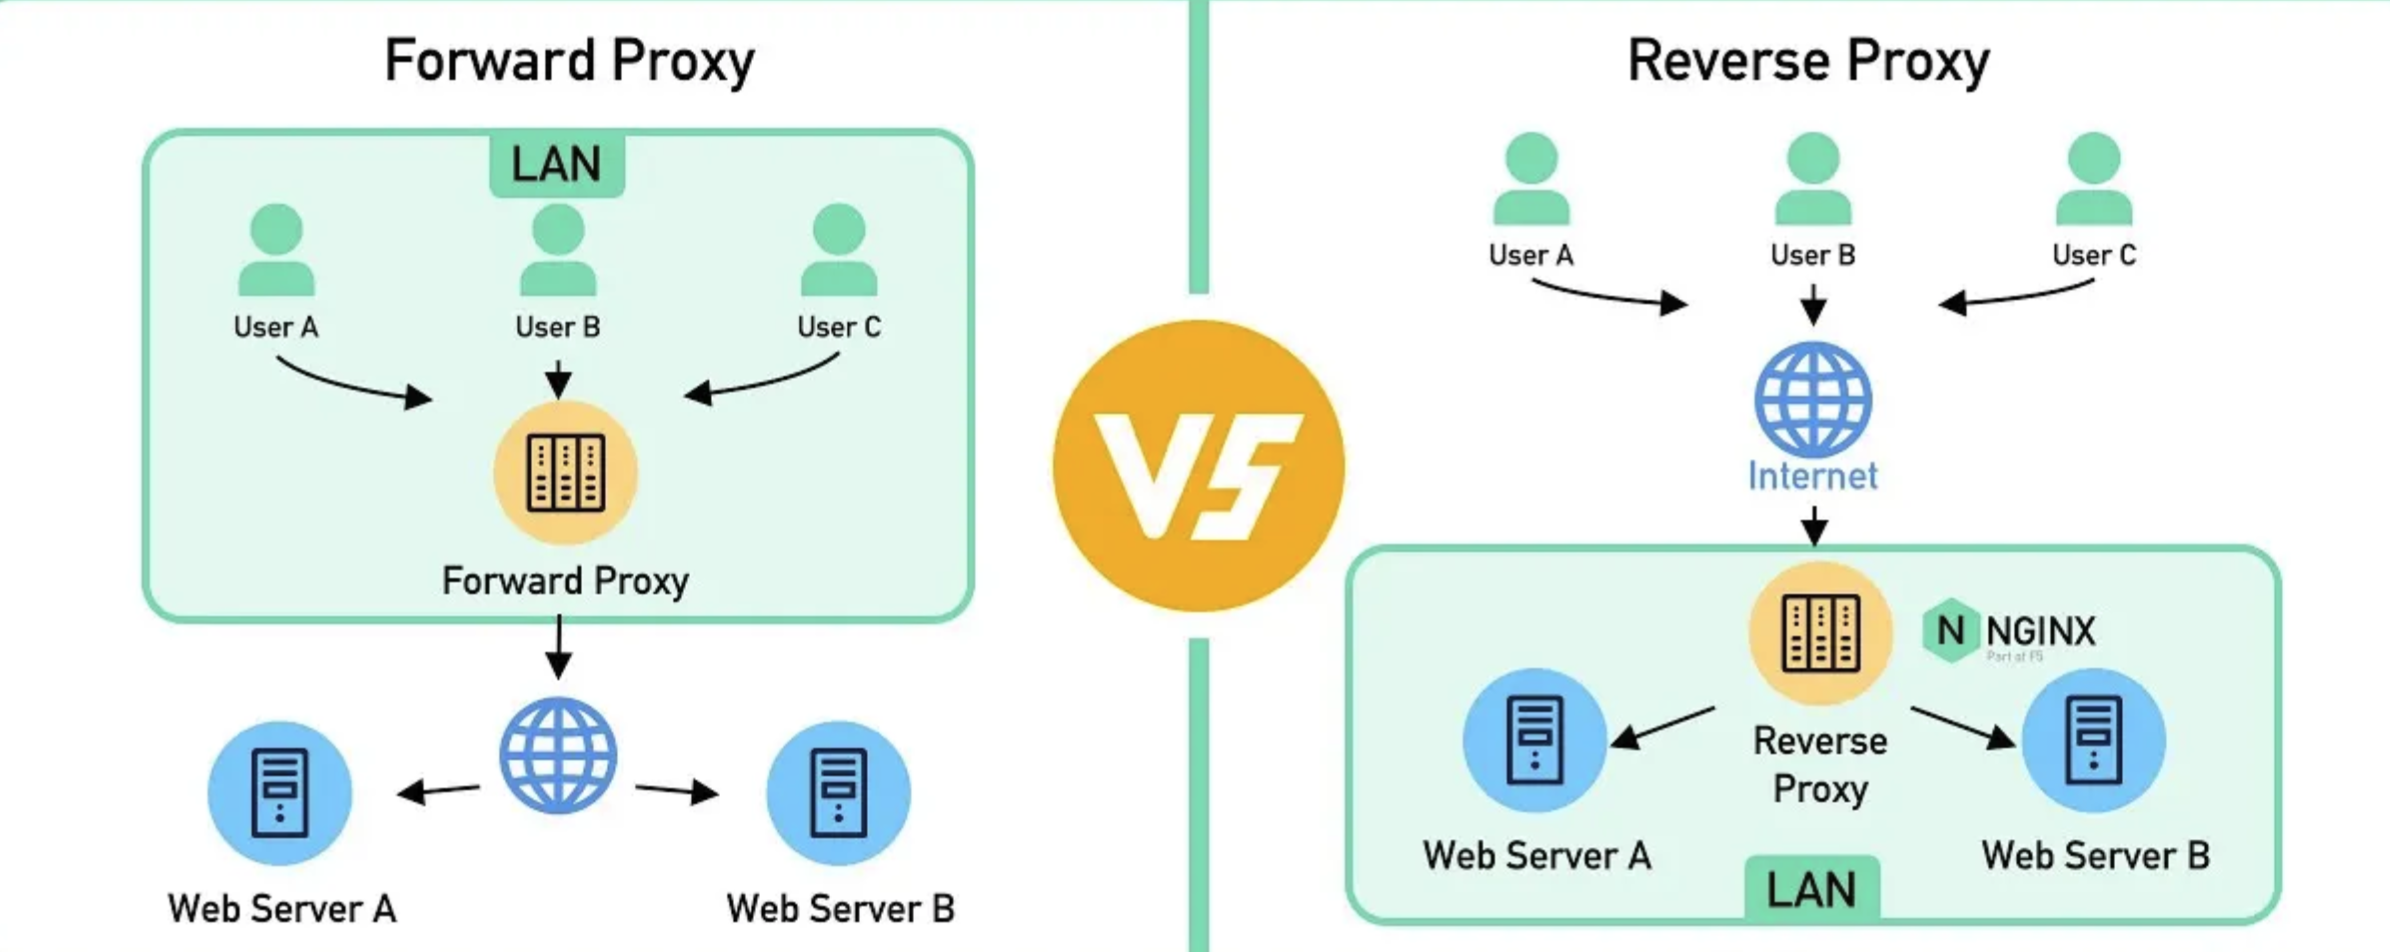 Forward Proxy
LAN
User A
User B
User C
Forward Proxy
Web Server A
Web Server B
VS
Reverse Proxy
User A
User B
User C
Internet
N NGINX
Part of F5
Reverse
Proxy
Web Server A
Web Server B
LAN